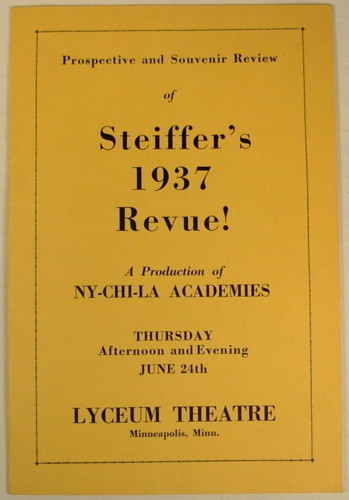 Prospective and Souvenir Review
of
Steiffer's
1937
Revue!
A Production of
NY-CHI-LA ACADEMIES
THURSDAY
Afternoon and Evening
JUNE 24th
LYCEUM THEATRE
Minneapolis, Minn.